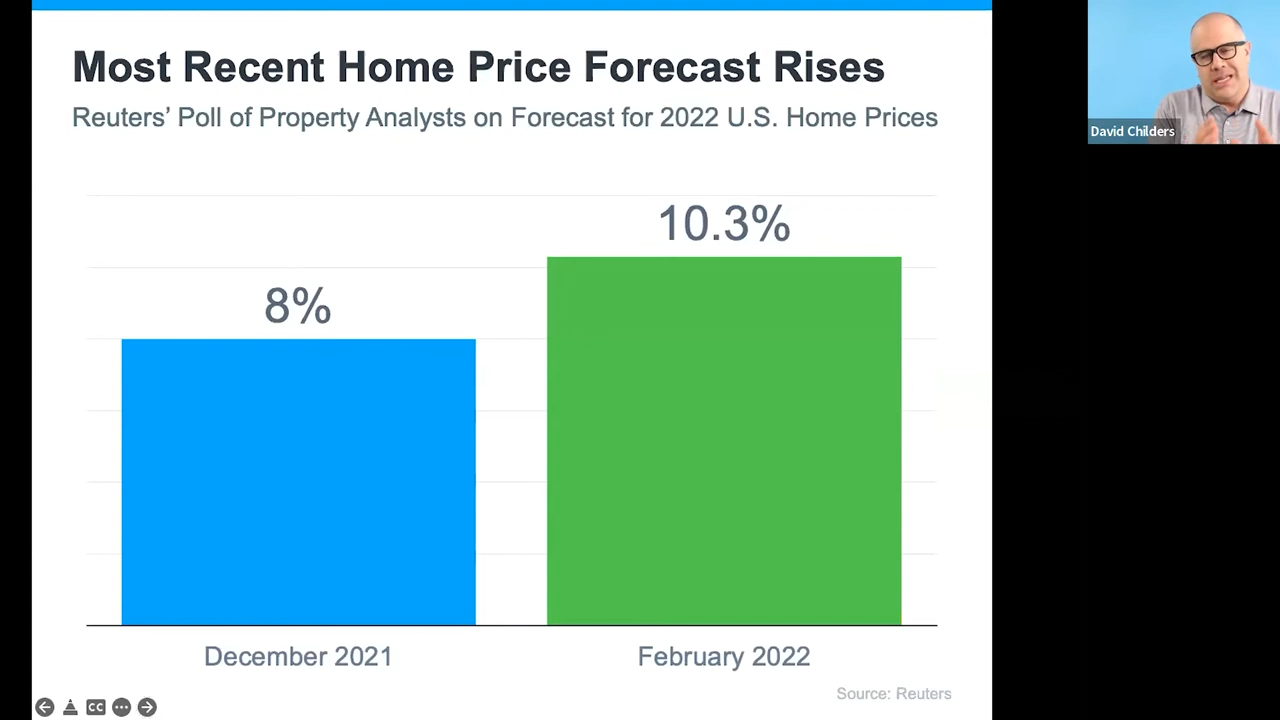 Most Recent Home Price Forecast Rises
Reuters’ Poll of Property Analysts on Forecast for 2022 U.S. Home Prices
David Childers
10.3%
8%
December 2021
February 2022
Source: Reuters
CC